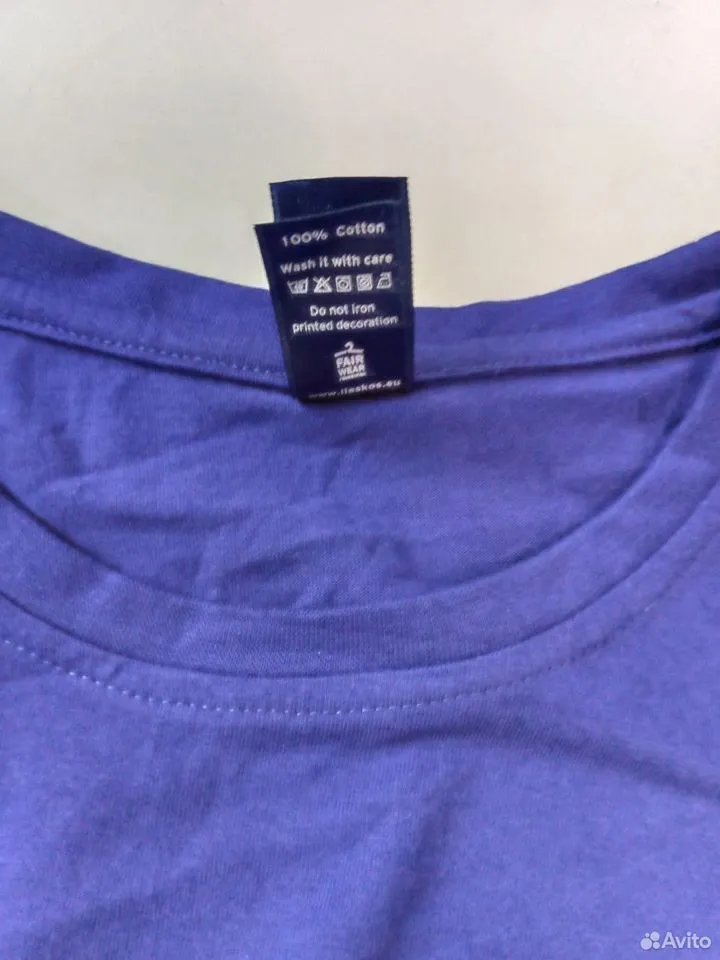 100% Cotton
Wash it with care
Do not iron
printed decoration
FAIR
WEAR
Avito